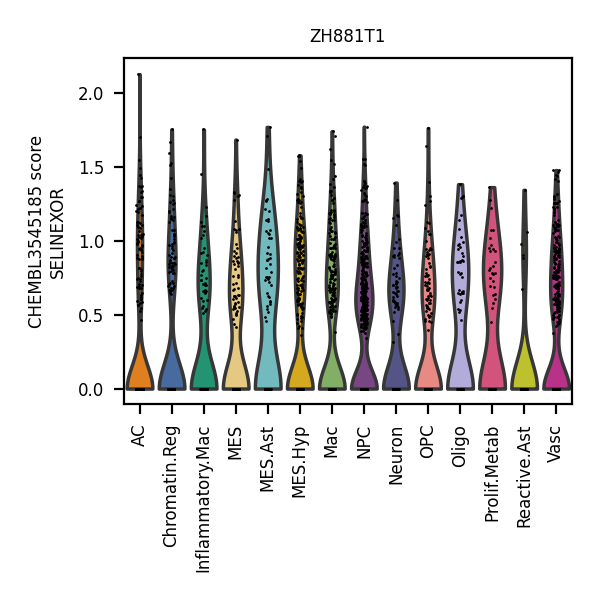 ZH881T1
CHEMBL3545185 score
SELINEXOR
2.0
1.5
1.0
0.5
0.0
AC
Chromatin.Reg
Inflammatory.Mac
MES
MES.Ast
MES.Hyp
Mac
NPC
Neuron
OPC
Oligo
Prolif.Metab
Reactive.Ast
Vasc